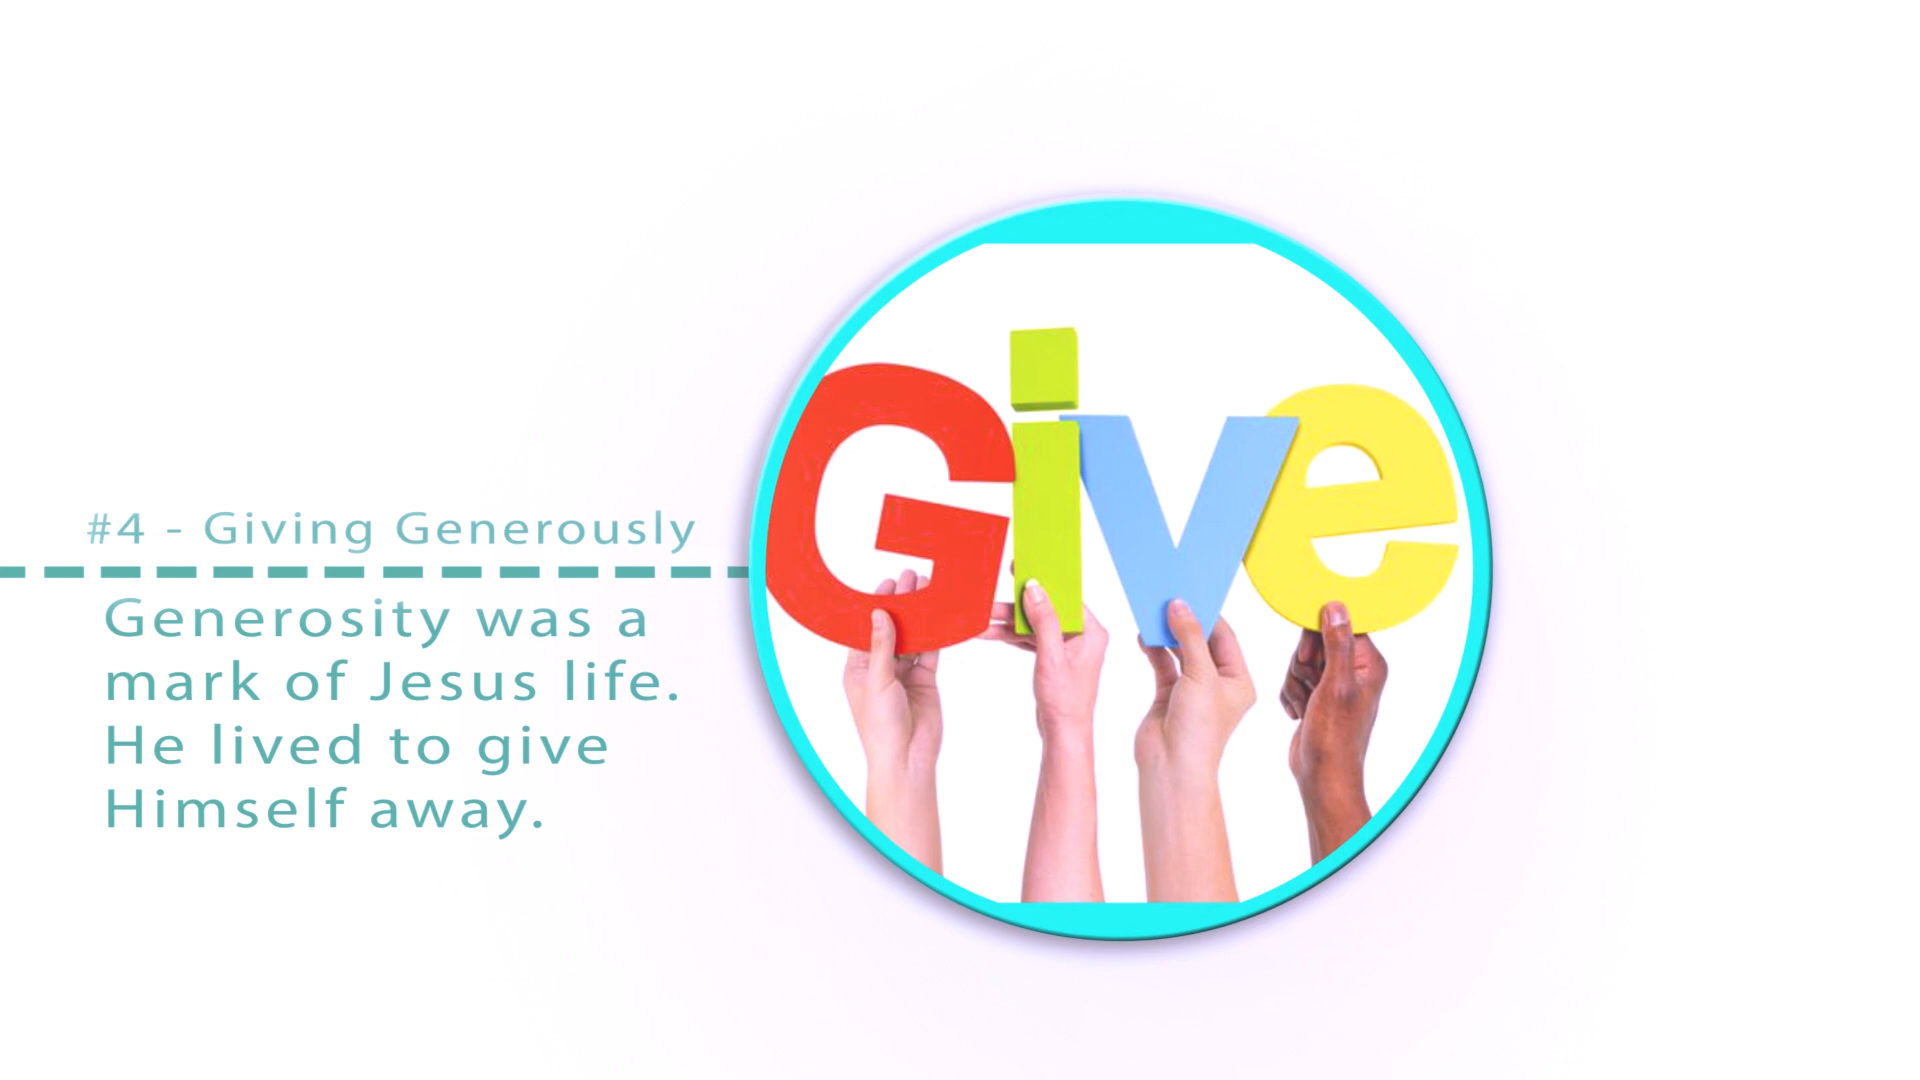 #4 - Giving Generously
Generosity was a
mark of Jesus life.
He lived to give
Himself away.
Give